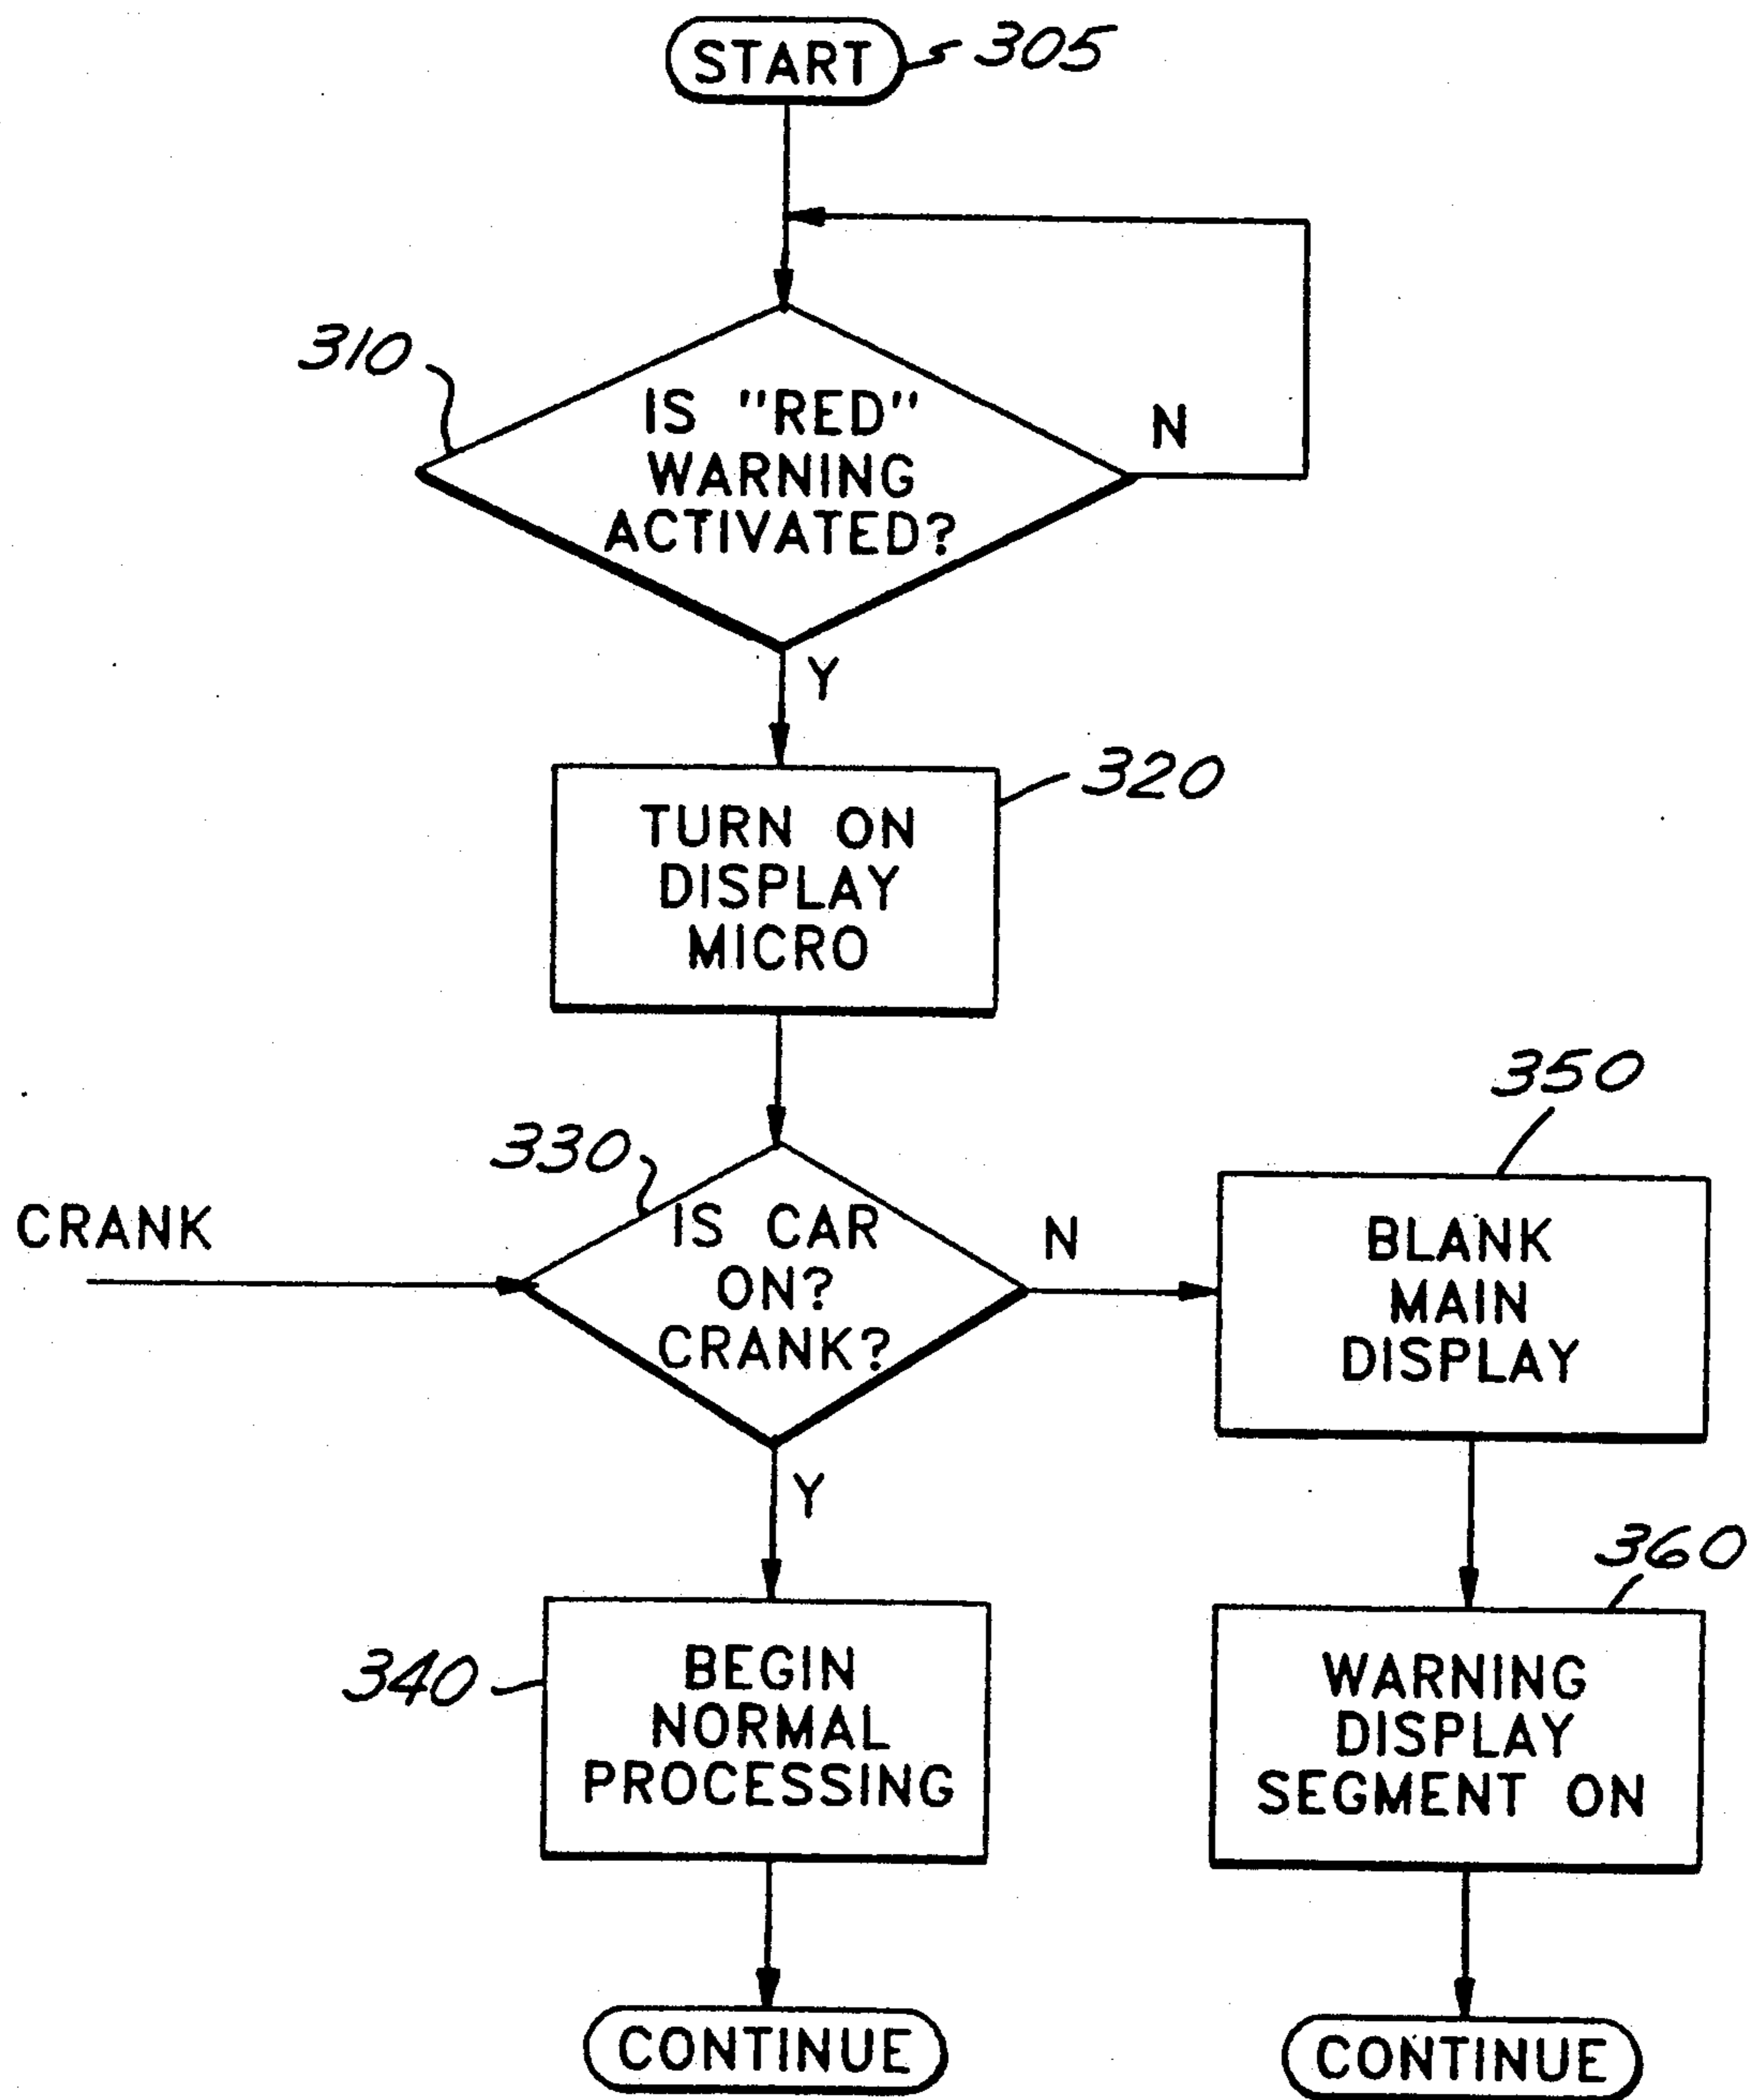 START
305
310
IS "RED"
WARNING
ACTIVATED?
N
Y
320
TURN ON
DISPLAY
MICRO
330
CRANK
IS CAR
ON?
CRANK?
N
Y
350
BLANK
MAIN
DISPLAY
340
BEGIN
NORMAL
PROCESSING
360
WARNING
DISPLAY
SEGMENT ON
CONTINUE
CONTINUE